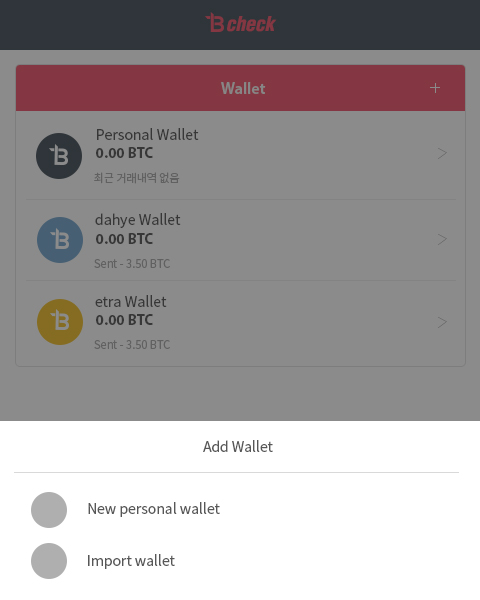 Bcheck
Wallet
Personal Wallet
0.00 BTC
최근 거래내역 없음
dahye Wallet
0.00 BTC
Sent - 3.50 BTC
etra Wallet
0.00 BTC
Sent - 3.50 BTC
Add Wallet
New personal wallet
Import wallet